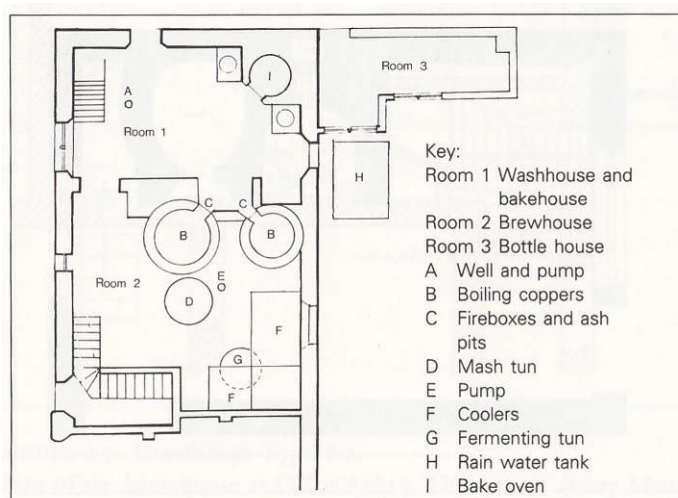 A
Room 1
I
Room 3
H
C
C
B
B
Room 2
E
D
F
G
F
Key:
Room 1 Washhouse and
bakehouse
Room 2 Brewhouse
Room 3 Bottle house
A Well and pump
B Boiling coppers
C Fireboxes and ash
pits
D Mash tun
E Pump
F Coolers
G Fermenting tun
H Rain water tank
I Bake oven